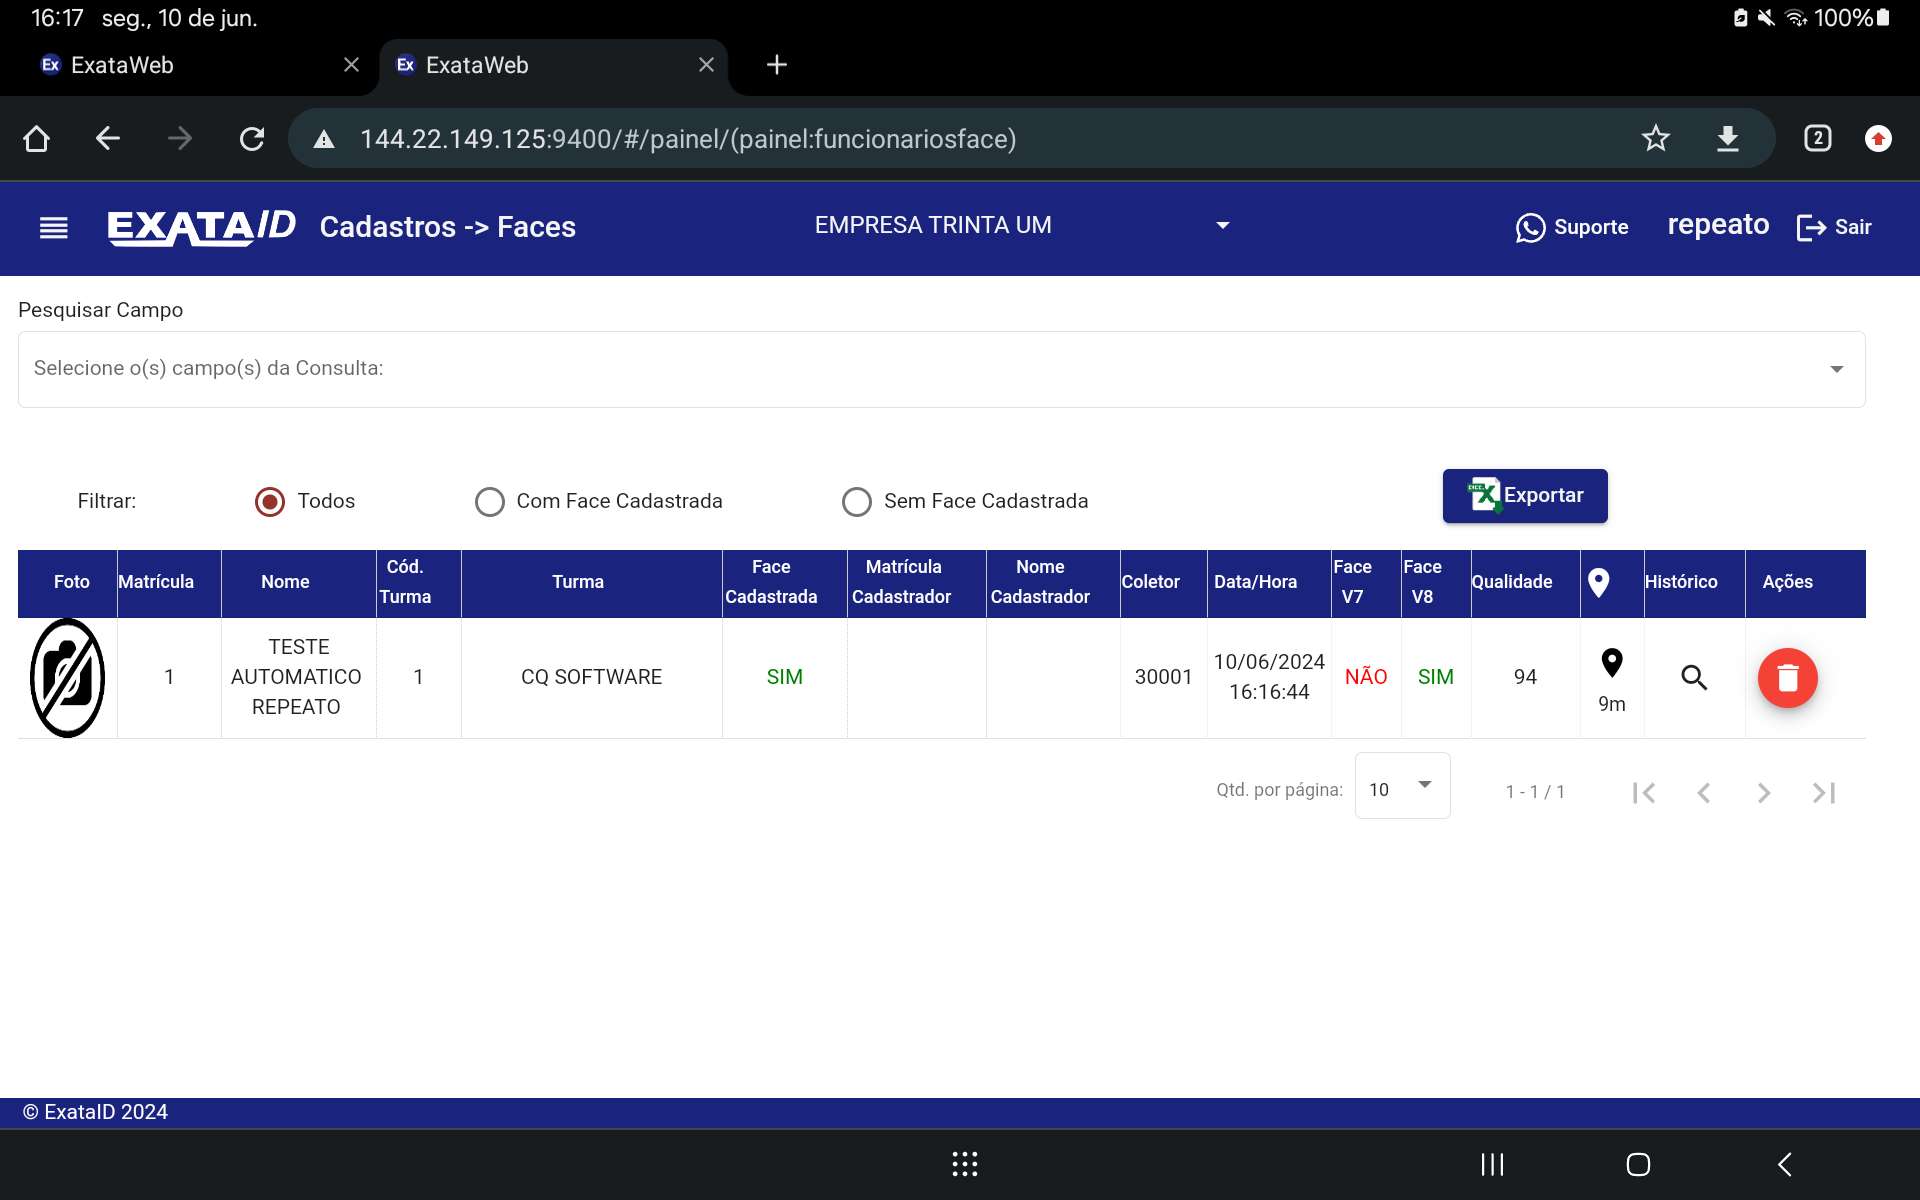 16:17 seg., 10 de jun.
100%
Ex ExataWeb
Ex ExataWeb
144.22.149.125:9400/#/painel/(painel:funcionariosface)
2
EXATAID Cadastros -> Faces EMPRESA TRINTA UM Suporte repeato Sair
Pesquisar Campo
Selecione o(s) campo(s) da Consulta:
Filtrar: Todos Com Face Cadastrada Sem Face Cadastrada Exportar
Foto Matrícula Nome Cód. Turma Turma Face Cadastrada Matrícula Cadastrador Nome Cadastrador Coletor Data/Hora Face V7 Face V8 Qualidade Histórico Ações
1 TESTE AUTOMATICO REPEATO 1 CQ SOFTWARE SIM 30001 10/06/2024 16:16:44 NÃO SIM 94 9m
Qtd. por página: 10 1 - 1 / 1
© ExataID 2024